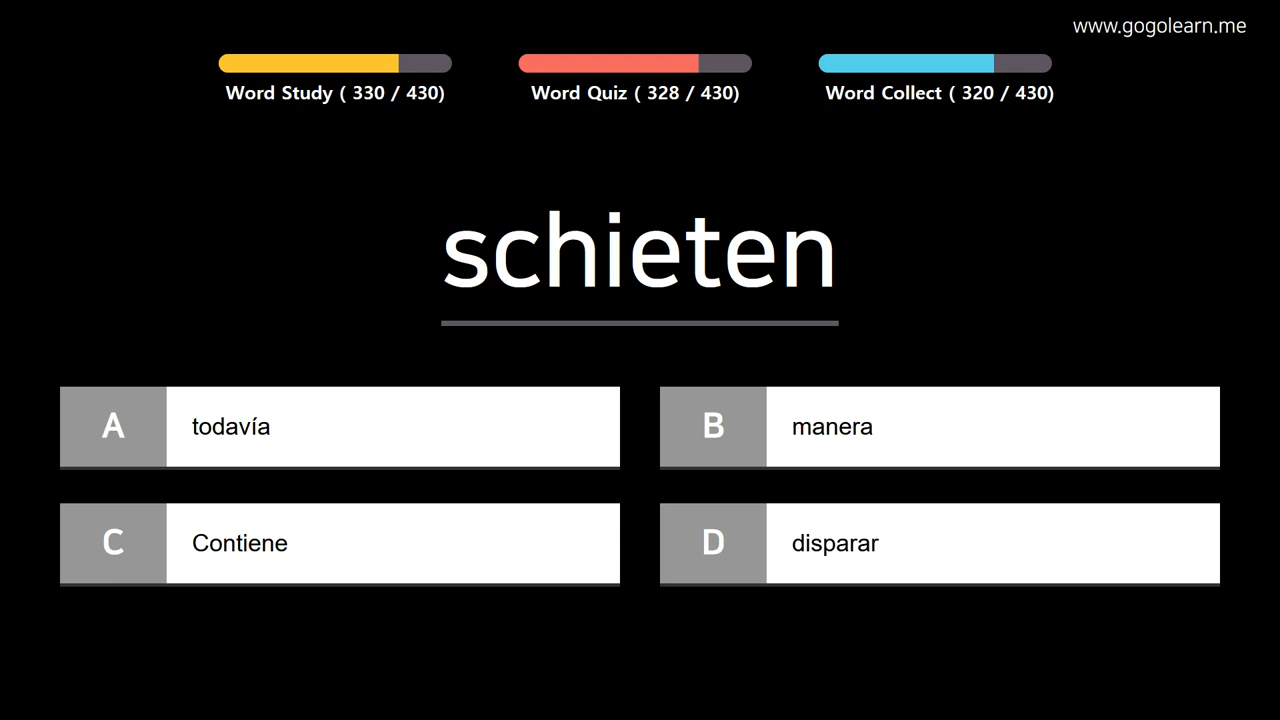 www.gogolearn.me
Word Study ( 330 / 430)
Word Quiz ( 328 / 430)
Word Collect ( 320 / 430)
schieten
A todavía
B manera
C Contiene
D disparar